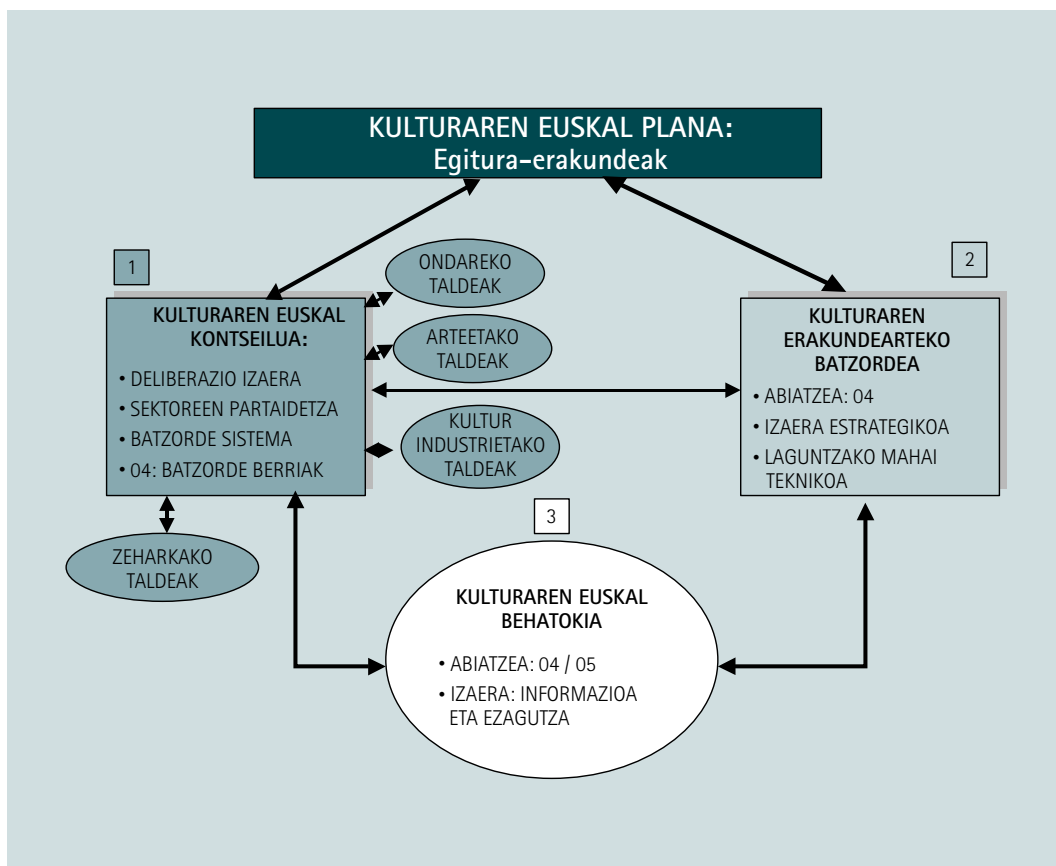 KULTURAREN EUSKAL PLANA:
Egitura-erakundeak
1
KULTURAREN EUSKAL
KONTSEILUA:
• DELIBERAZIO IZAERA
• SEKTOREEN PARTAIDETZA
• BATZORDE SISTEMA
• 04: BATZORDE BERRIAK
ONDAREKO
TALDEAK
ARTEETAKO
TALDEAK
KULTUR
INDUSTRIETAKO
TALDEAK
ZEHARKAKO
TALDEAK
2
KULTURAREN
ERAKUNDEARTEKO
BATZORDEA
• ABIATZEA: 04
• IZAERA ESTRATEGIKOA
• LAGUNTZAKO MAHAI
TEKNIKOA
3
KULTURAREN EUSKAL
BEHATOKIA
• ABIATZEA: 04 / 05
• IZAERA: INFORMAZIOA
ETA EZAGUTZA